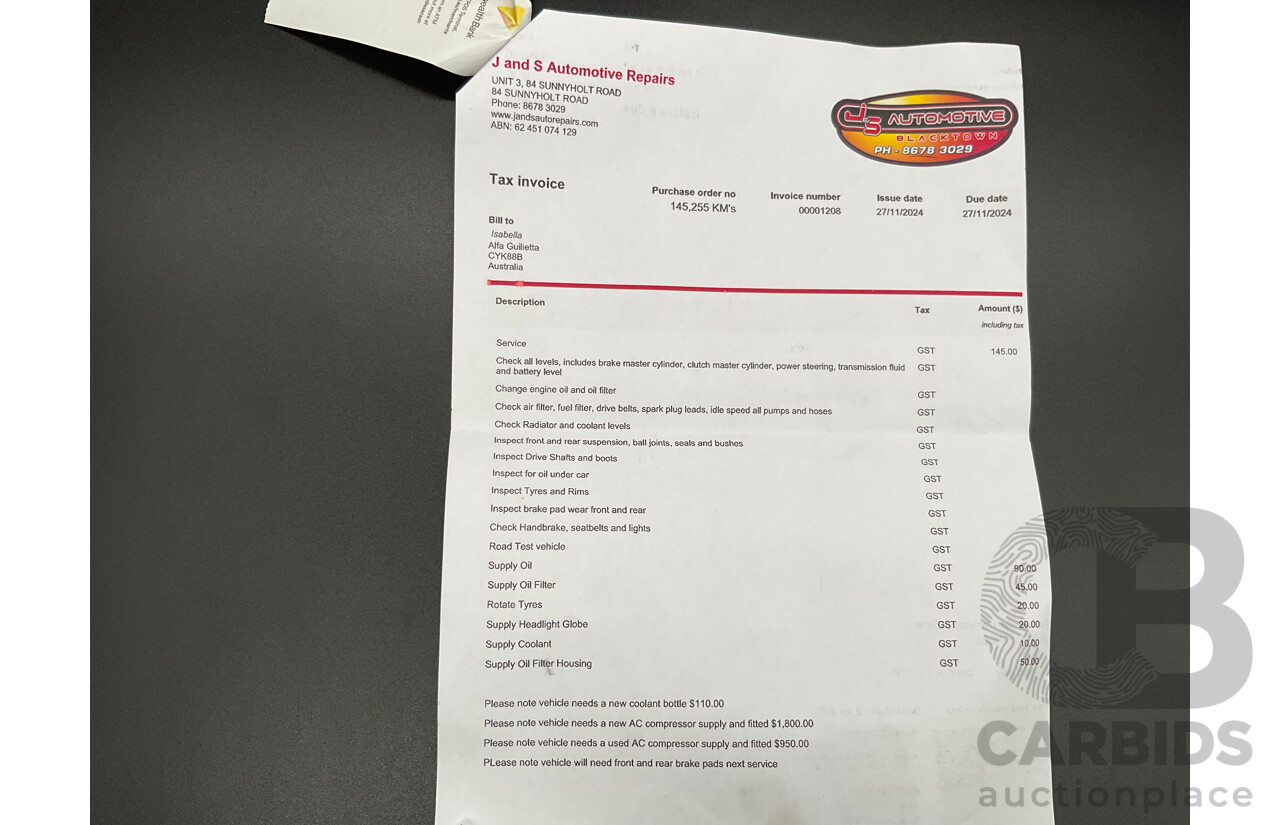 ealth Bank
J and S Automotive Repairs
UNIT 3, 84 SUNNYHOLT ROAD
84 SUNNYHOLT ROAD
Phone: 8678 3029
www.jandsautorepairs.com
ABN: 62 451 074 129
JS AUTOMOTIVE
BLACKTOWN
PH - 8678 3029
Tax invoice
Purchase order no Invoice number Issue date Due date
145,255 KM's 00001208 27/11/2024 27/11/2024
Bill to
Isabella
Alfa Guilietta
CYK88B
Australia
Description Tax Amount ($)
including tax
Service GST 145.00
Check all levels, includes brake master cylinder, clutch master cylinder, power steering, transmission fluid GST
and battery level
Change engine oil and oil filter GST
Check air filter, fuel filter, drive belts, spark plug leads, idle speed all pumps and hoses GST
Check Radiator and coolant levels GST
Inspect front and rear suspension, ball joints, seals and bushes GST
Inspect Drive Shafts and boots GST
Inspect for oil under car GST
Inspect Tyres and Rims GST
Inspect brake pad wear front and rear GST
Check Handbrake, seatbelts and lights GST
Road Test vehicle GST
Supply Oil GST 90.00
Supply Oil Filter GST 45.00
Rotate Tyres GST 20.00
Supply Headlight Globe GST 20.00
Supply Coolant GST 10.00
Supply Oil Filter Housing GST 50.00
Please note vehicle needs a new coolant bottle $110.00
Please note vehicle needs a new AC compressor supply and fitted $1,800.00
Please note vehicle needs a used AC compressor supply and fitted $950.00
PLease note vehicle will need front and rear brake pads next service
CB
CARBIDS
auctionplace